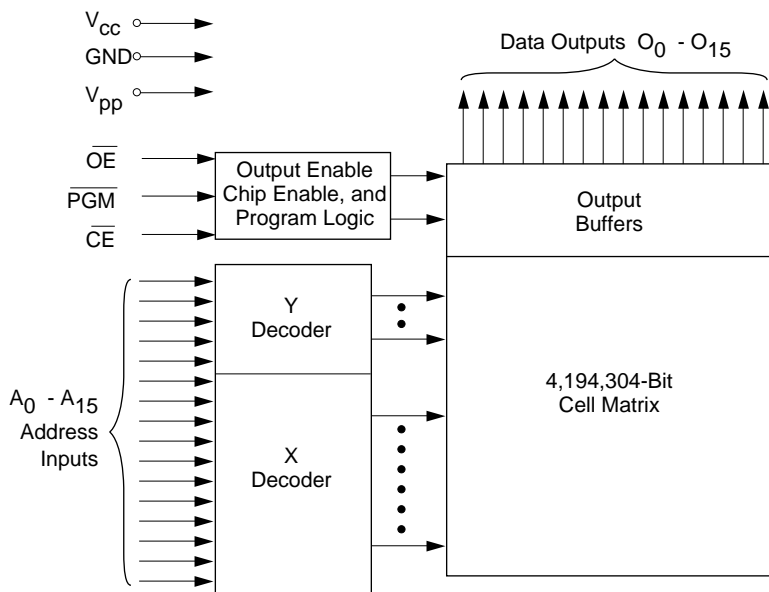 Vcc
GND
Vpp
Data Outputs O0 - O15
OE
PGM
CE
Output Enable
Chip Enable, and
Program Logic
Output
Buffers
Y
Decoder
A0 - A15
Address
Inputs
X
Decoder
4,194,304-Bit
Cell Matrix